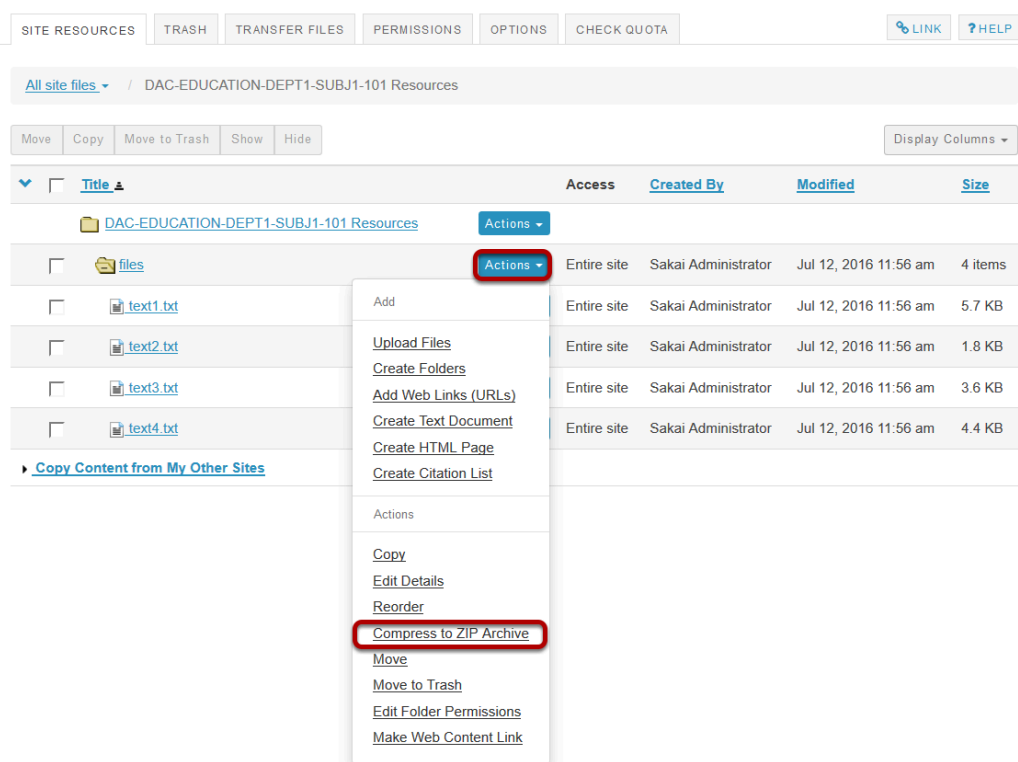 SITE RESOURCES TRASH TRANSFER FILES PERMISSIONS OPTIONS CHECK QUOTA LINK ? HELP
All site files / DAC-EDUCATION-DEPT1-SUBJ1-101 Resources
Move Copy Move to Trash Show Hide Display Columns
Title Access Created By Modified Size
DAC-EDUCATION-DEPT1-SUBJ1-101 Resources Actions
files Actions Entire site Sakai Administrator Jul 12, 2016 11:56 am 4 items
text1.txt Entire site Sakai Administrator Jul 12, 2016 11:56 am 5.7 KB
text2.txt Entire site Sakai Administrator Jul 12, 2016 11:56 am 1.8 KB
text3.txt Entire site Sakai Administrator Jul 12, 2016 11:56 am 3.6 KB
text4.txt Entire site Sakai Administrator Jul 12, 2016 11:56 am 4.4 KB
Copy Content from My Other Sites
Add
Upload Files
Create Folders
Add Web Links (URLs)
Create Text Document
Create HTML Page
Create Citation List
Actions
Copy
Edit Details
Reorder
Compress to ZIP Archive
Move
Move to Trash
Edit Folder Permissions
Make Web Content Link